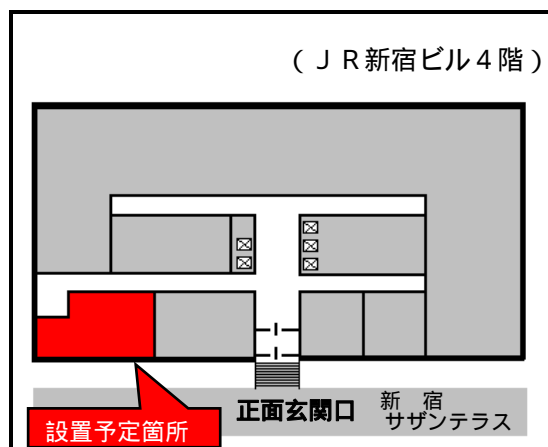 （ＪＲ新宿ビル４階）
正面玄関口
新　宿
サザンテラス
設置予定箇所